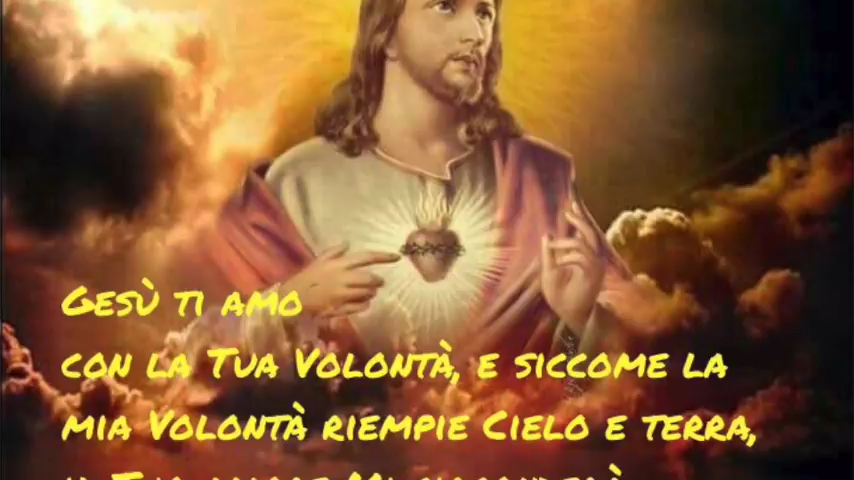 Gesù ti amo
con la Tua Volontà, e siccome la
mia Volontà riempie Cielo e terra,